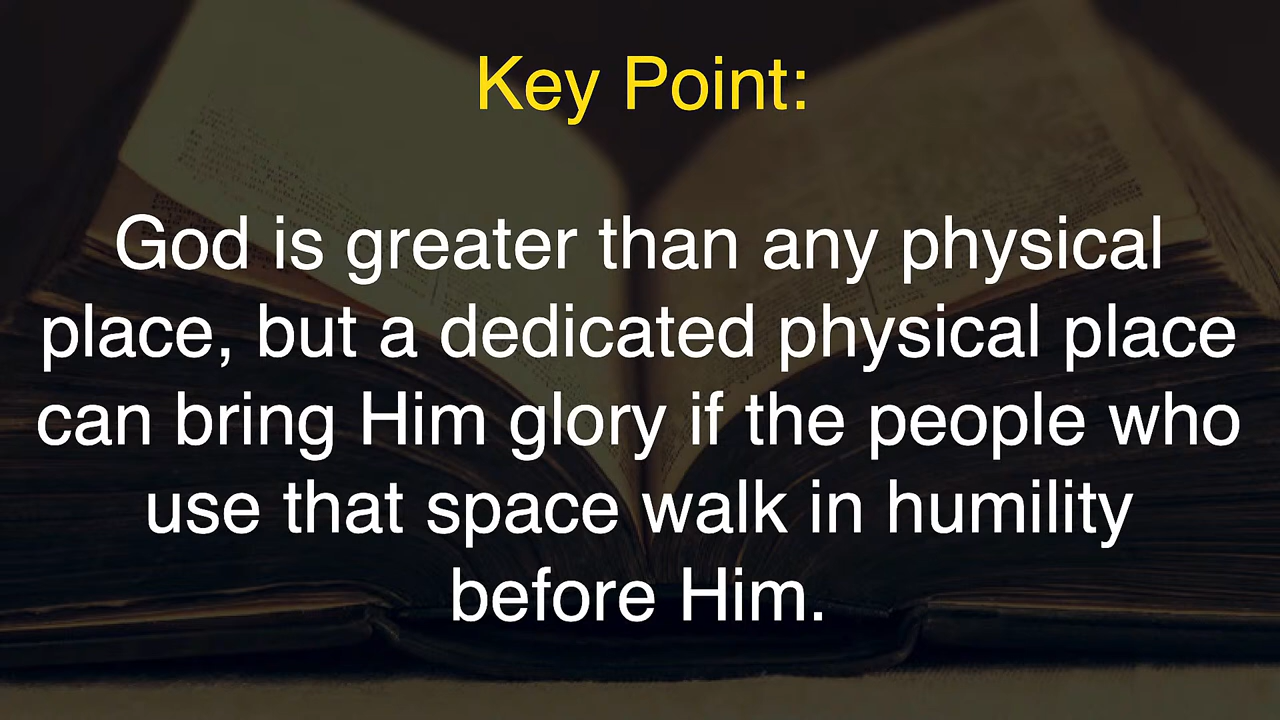 Key Point:
God is greater than any physical
place, but a dedicated physical place
can bring Him glory if the people who
use that space walk in humility
before Him.